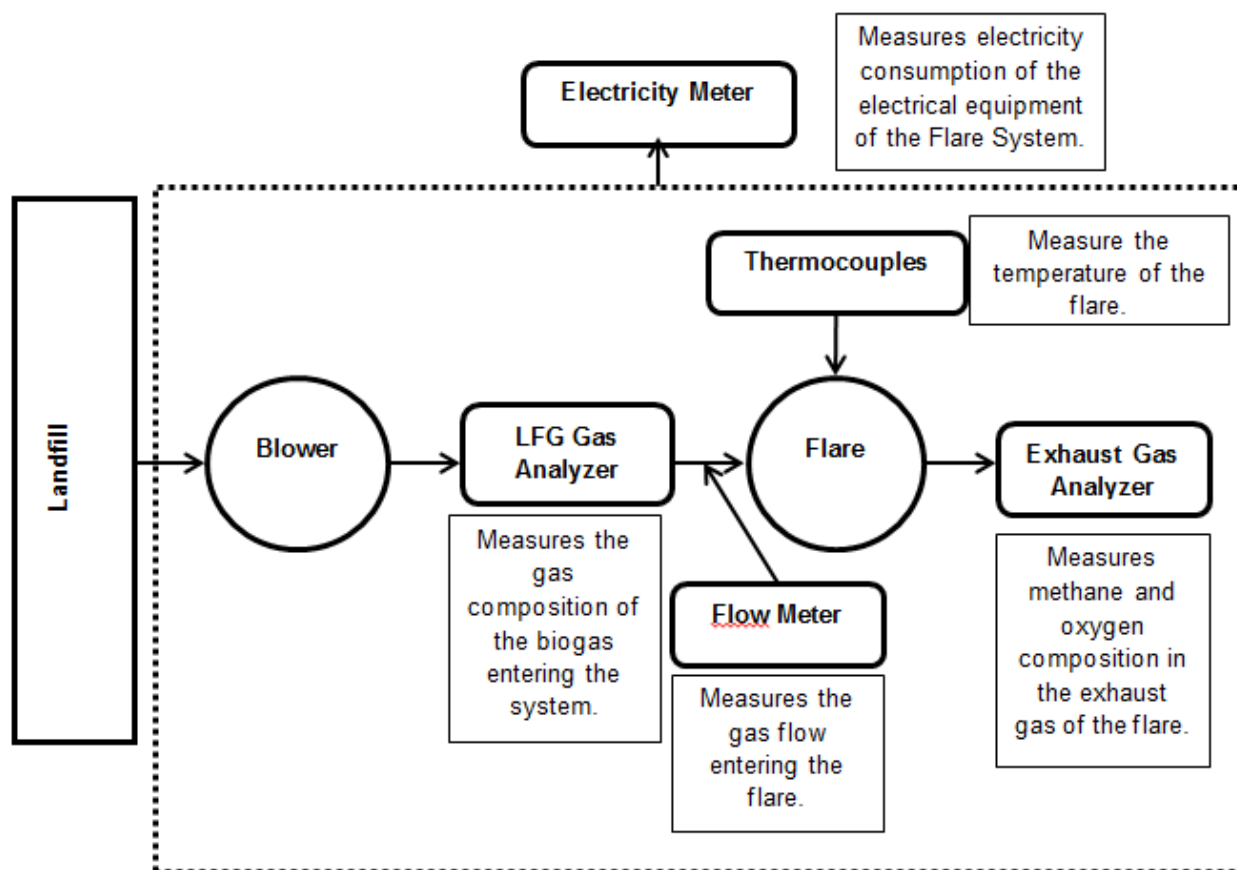 Measures electricity
consumption of the
electrical equipment
of the Flare System.
Electricity Meter
Thermocouples
Measure the
temperature of the
flare.
Landfill
Blower
LFG Gas
Analyzer
Flare
Exhaust Gas
Analyzer
Measures the
gas
composition of
the biogas
entering the
system.
Flow Meter
Measures the
gas flow
entering the
flare.
Measures
methane and
oxygen
composition in
the exhaust
gas of the flare.